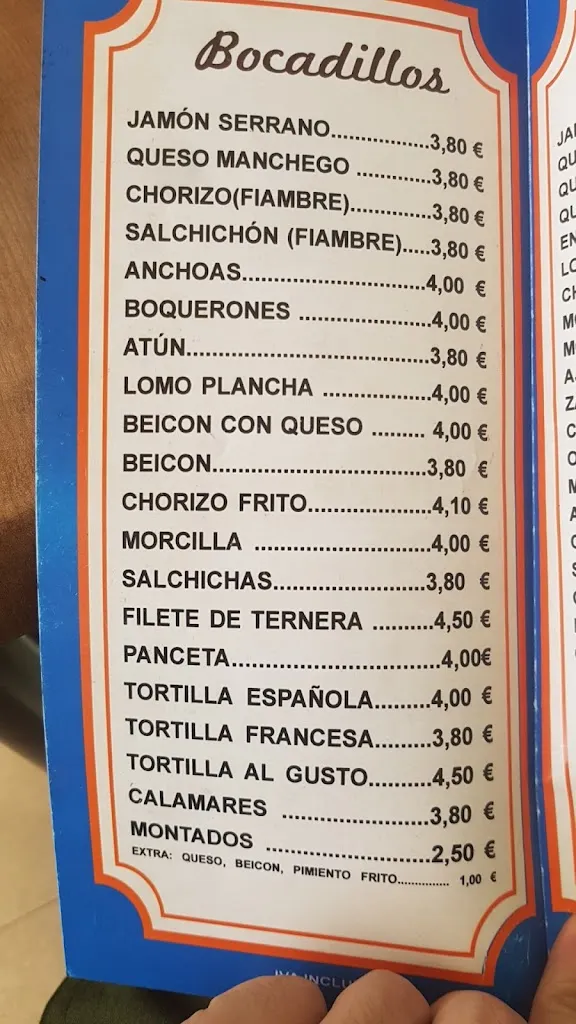 Bocadillos
JAMÓN SERRANO..................3,80 €
QUESO MANCHEGO ..............3,80 €
CHORIZO(FIAMBRE)...............3,80 €
SALCHICHÓN (FIAMBRE).....3,80 €
ANCHOAS.................................4,00 €
BOQUERONES ........................4,00 €
ATÚN............................................3,80 €
LOMO PLANCHA ....................4,00 €
BEICON CON QUESO ........ 4,00 €
BEICON.......................................3,80 €
CHORIZO FRITO......................4,10 €
MORCILLA ................................4,00 €
SALCHICHAS...........................3,80 €
FILETE DE TERNERA ..........4,50 €
PANCETA.....................................4,00€
TORTILLA ESPAÑOLA.........4,00 €
TORTILLA FRANCESA.........3,80 €
TORTILLA AL GUSTO..........4,50 €
CALAMARES ..........................3,80 €
MONTADOS .............................2,50 €
EXTRA: QUESO, BEICON, PIMIENTO FRITO............... 1,00 €